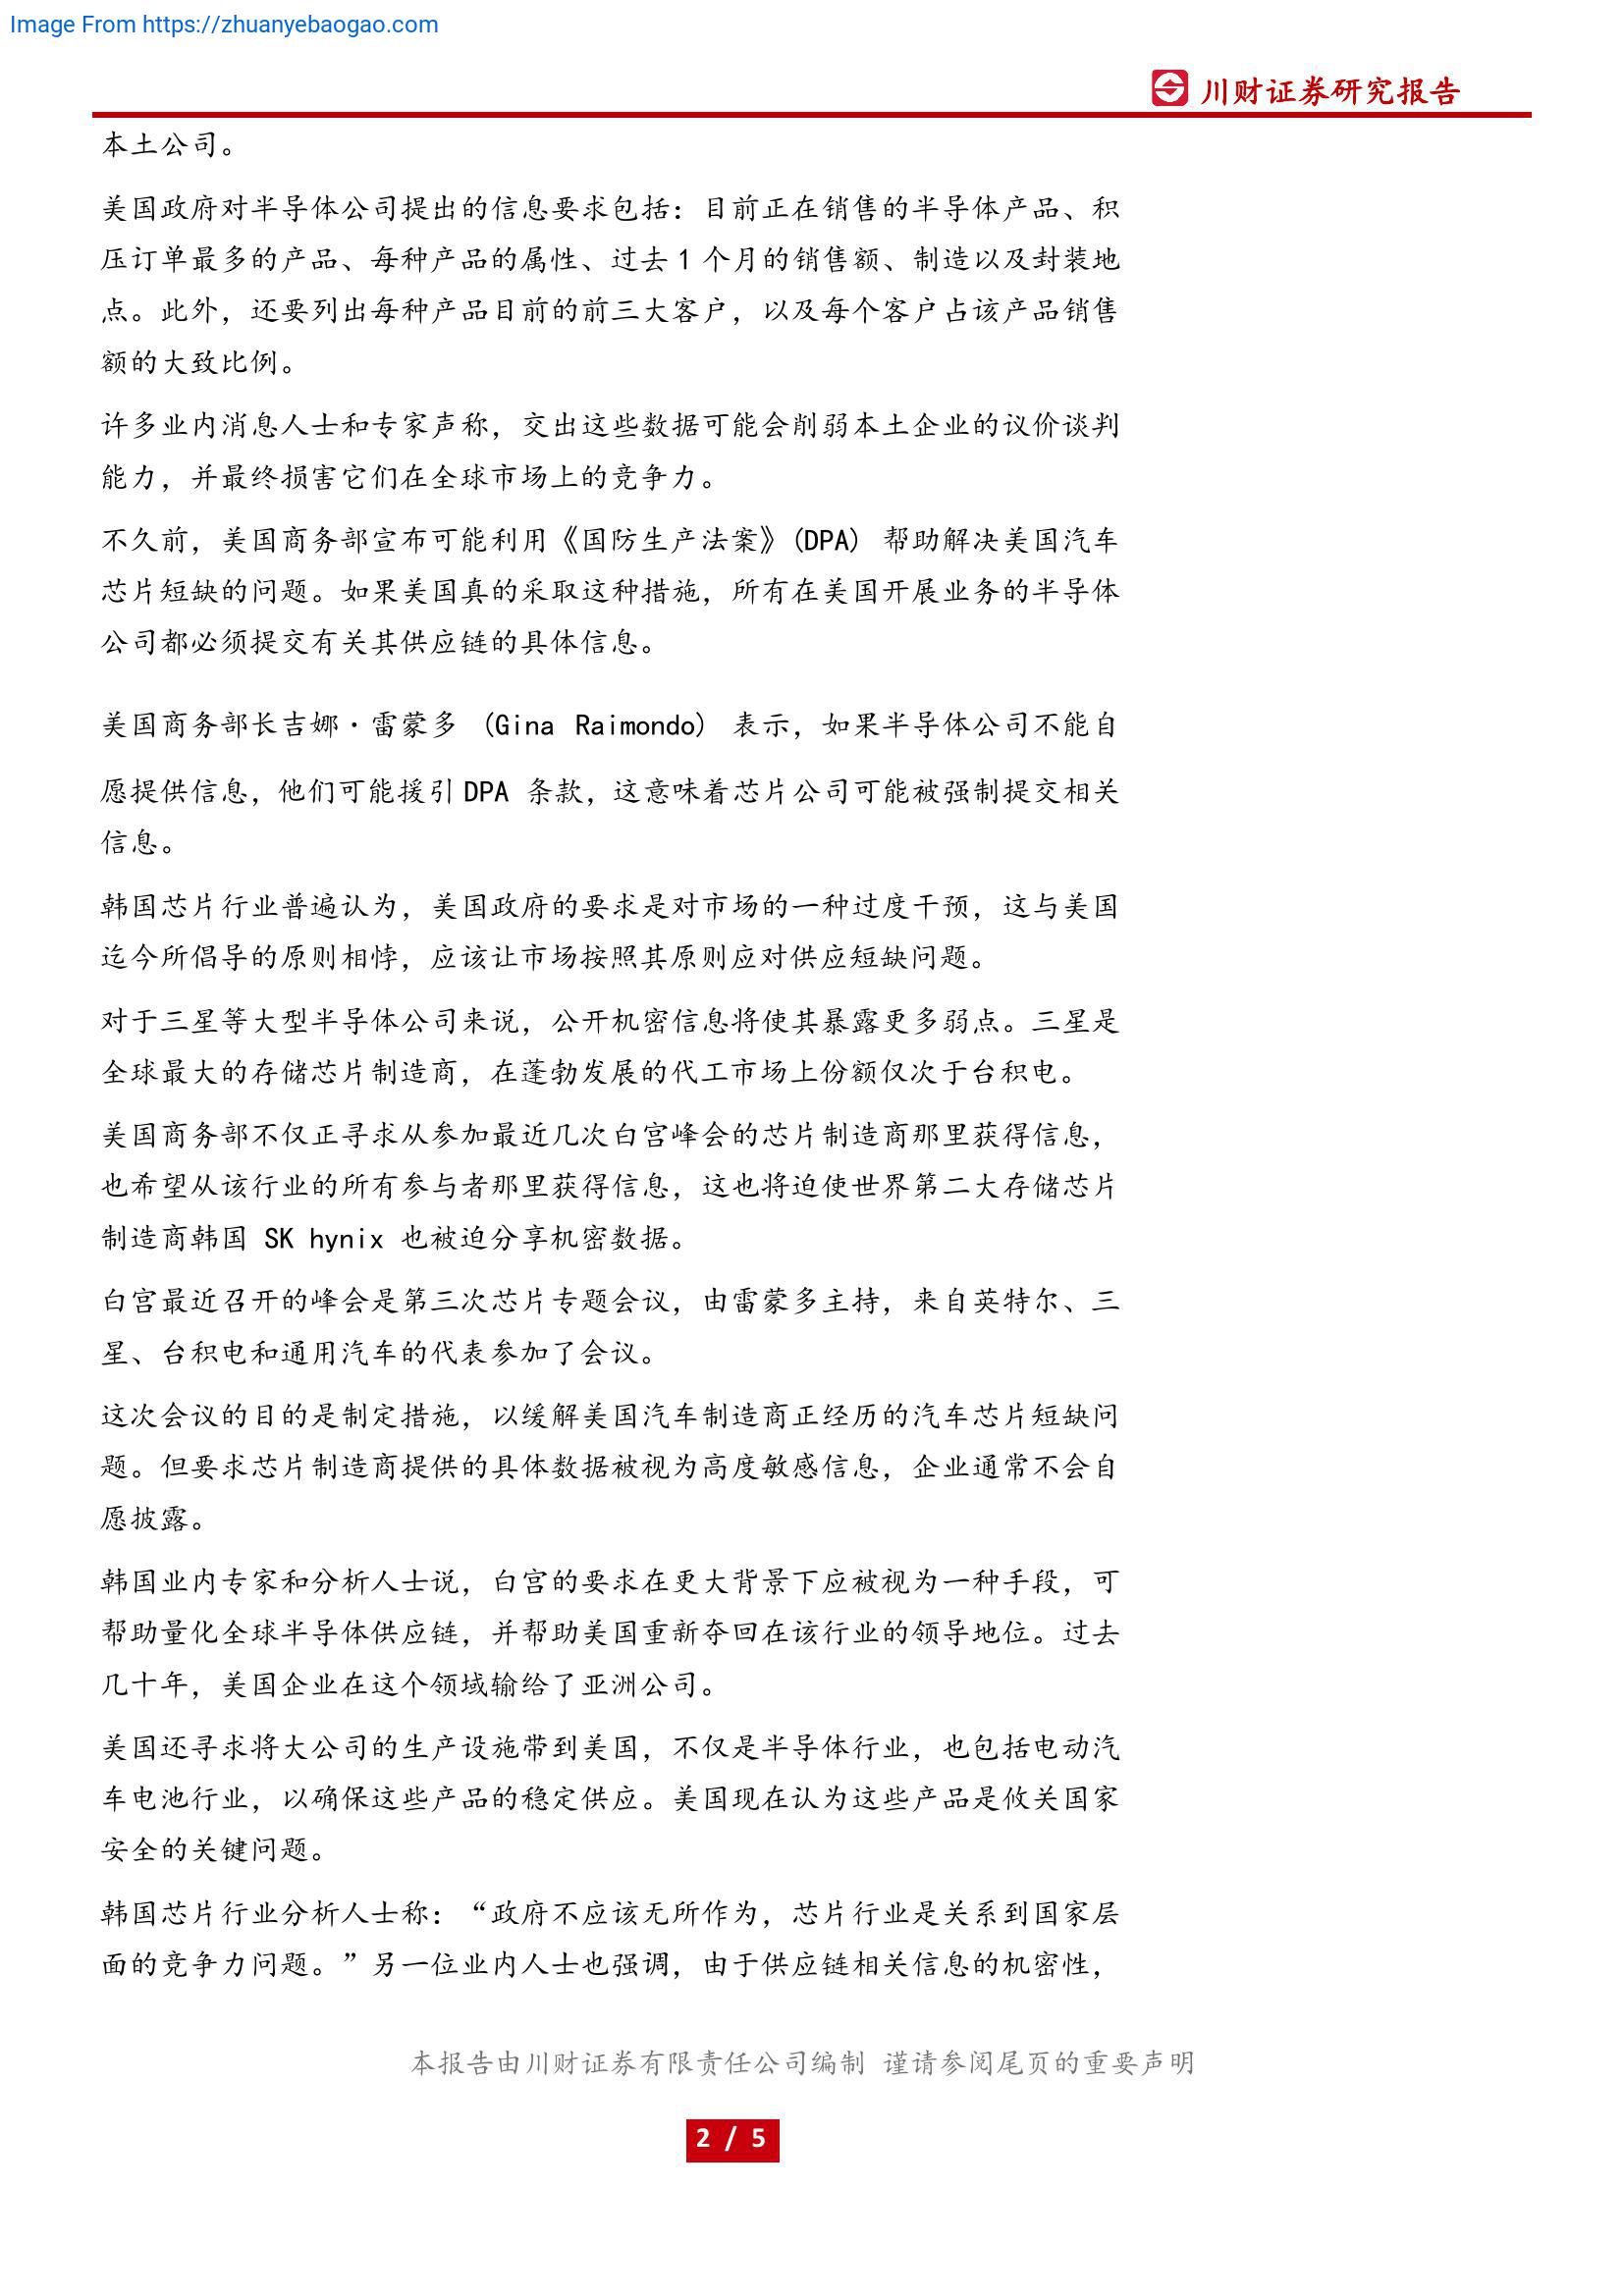 Image From https://zhuanyebaogao.com
川财证券研究报告
本土公司。
美国政府对半导体公司提出的信息要求包括：目前正在销售的半导体产品、积
压订单最多的产品、每种产品的属性、过去 1 个月的销售额、制造以及封装地
点。此外，还要列出每种产品目前的前三大客户，以及每个客户占该产品销售
额的大致比例。
许多业内消息人士和专家声称，交出这些数据可能会削弱本土企业的议价谈判
能力，并最终损害它们在全球市场上的竞争力。
不久前，美国商务部宣布可能利用《国防生产法案》(DPA) 帮助解决美国汽车
芯片短缺的问题。如果美国真的采取这种措施，所有在美国开展业务的半导体
公司都必须提交有关其供应链的具体信息。
美国商务部长吉娜·雷蒙多 (Gina Raimondo) 表示，如果半导体公司不能自
愿提供信息，他们可能援引 DPA 条款，这意味着芯片公司可能被强制提交相关
信息。
韩国芯片行业普遍认为，美国政府的要求是对市场的一种过度干预，这与美国
迄今所倡导的原则相悖，应该让市场按照其原则应对供应短缺问题。
对于三星等大型半导体公司来说，公开机密信息将使其暴露更多弱点。三星是
全球最大的存储芯片制造商，在蓬勃发展的代工市场上份额仅次于台积电。
美国商务部不仅正寻求从参加最近几次白宫峰会的芯片制造商那里获得信息，
也希望从该行业的所有参与者那里获得信息，这也将迫使世界第二大存储芯片
制造商韩国 SK hynix 也被迫分享机密数据。
白宫最近召开的峰会是第三次芯片专题会议，由雷蒙多主持，来自英特尔、三
星、台积电和通用汽车的代表参加了会议。
这次会议的目的是制定措施，以缓解美国汽车制造商正经历的汽车芯片短缺问
题。但要求芯片制造商提供的具体数据被视为高度敏感信息，企业通常不会自
愿披露。
韩国业内专家和分析人士说，白宫的要求在更大背景下应被视为一种手段，可
帮助量化全球半导体供应链，并帮助美国重新夺回在该行业的领导地位。过去
几十年，美国企业在这个领域输给了亚洲公司。
美国还寻求将大公司的生产设施带到美国，不仅是半导体行业，也包括电动汽
车电池行业，以确保这些产品的稳定供应。美国现在认为这些产品是攸关国家
安全的关键问题。
韩国芯片行业分析人士称：“政府不应该无所作为，芯片行业是关系到国家层
面的竞争力问题。”另一位业内人士也强调，由于供应链相关信息的机密性，
本报告由川财证券有限责任公司编制 谨请参阅尾页的重要声明
2 / 5